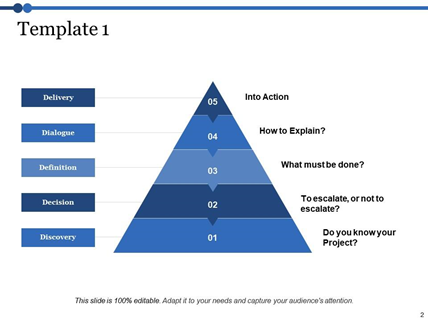 Template 1
Delivery
05
Into Action
Dialogue
04
How to Explain?
Definition
03
What must be done?
Decision
02
To escalate, or not to
escalate?
Discovery
01
Do you know your
Project?
This slide is 100% editable. Adapt it to your needs and capture your audience's attention.
2